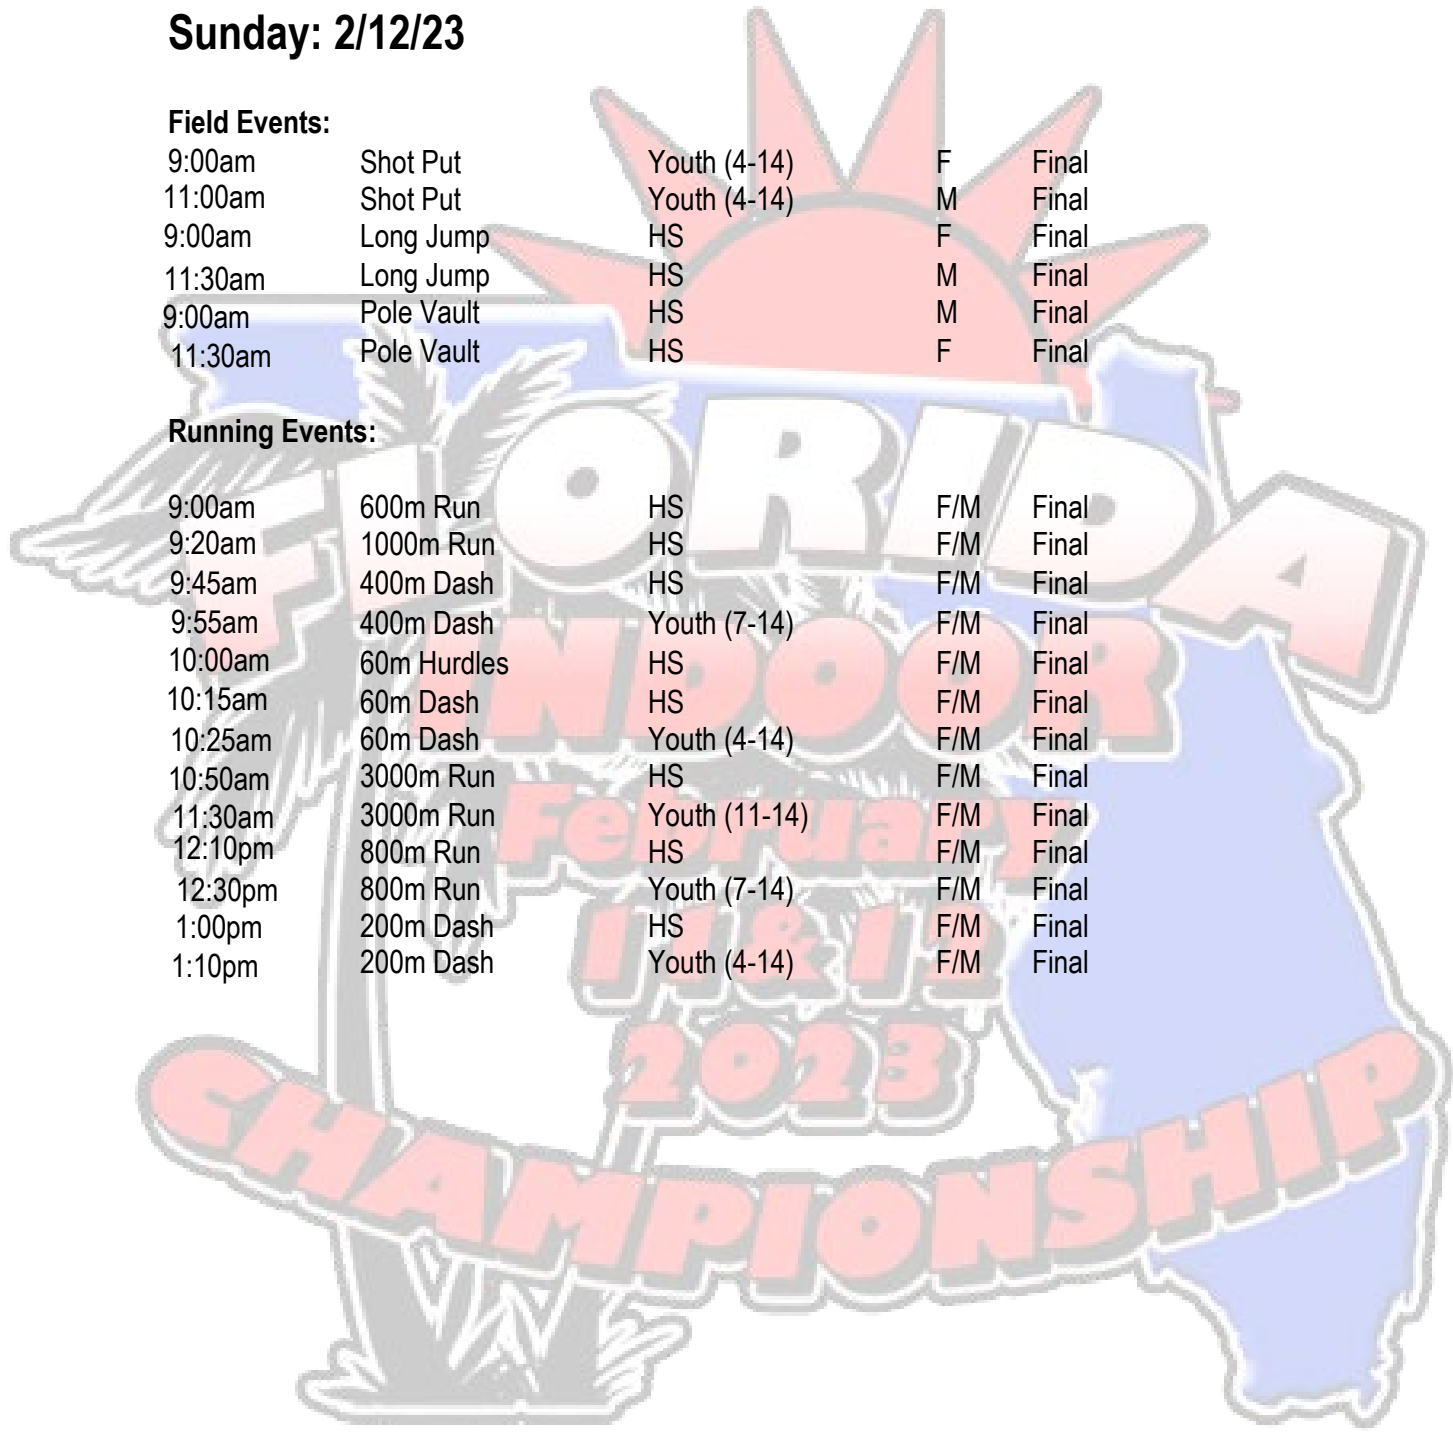 Sunday: 2/12/23
Field Events:
9:00am Shot Put Youth (4-14) F Final
11:00am Shot Put Youth (4-14) M Final
9:00am Long Jump HS F Final
11:30am Long Jump HS M Final
9:00am Pole Vault HS M Final
11:30am Pole Vault HS F Final
Running Events:
9:00am 600m Run HS F/M Final
9:20am 1000m Run HS F/M Final
9:45am 400m Dash HS F/M Final
9:55am 400m Dash Youth (7-14) F/M Final
10:00am 60m Hurdles HS F/M Final
10:15am 60m Dash HS F/M Final
10:25am 60m Dash Youth (4-14) F/M Final
10:50am 3000m Run HS F/M Final
11:30am 3000m Run Youth (11-14) F/M Final
12:10pm 800m Run HS F/M Final
12:30pm 800m Run Youth (7-14) F/M Final
1:00pm 200m Dash HS F/M Final
1:10pm 200m Dash Youth (4-14) F/M Final
FLORIDA
INDOOR
February
11&12
2023
CHAMPIONSHIP